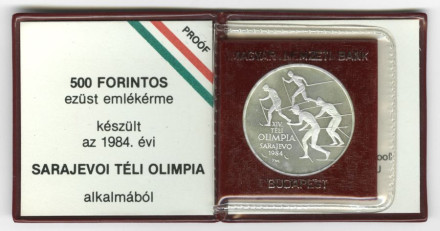 PROOF
500 FORINTOS
ezüst emlékérme
készült
az 1984. évi
SARAJEVOI TÉLI OLIMPIA
alkalmából
MAGYAR NEMZETI BANK
XIV.
TÉLI
OLIMPIA
SARAJEVO
1984
BUDAPEST